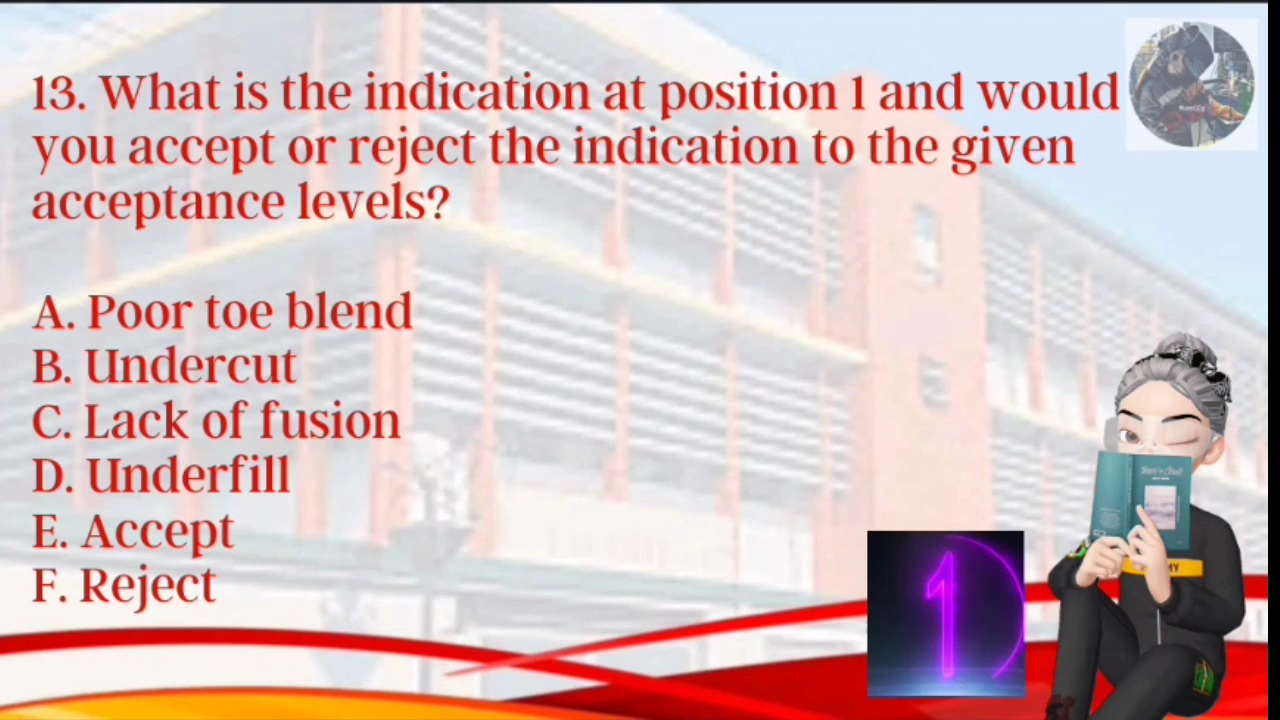 13. What is the indication at position 1 and would
you accept or reject the indication to the given
acceptance levels?
A. Poor toe blend
B. Undercut
C. Lack of fusion
D. Underfill
E. Accept
F. Reject
1